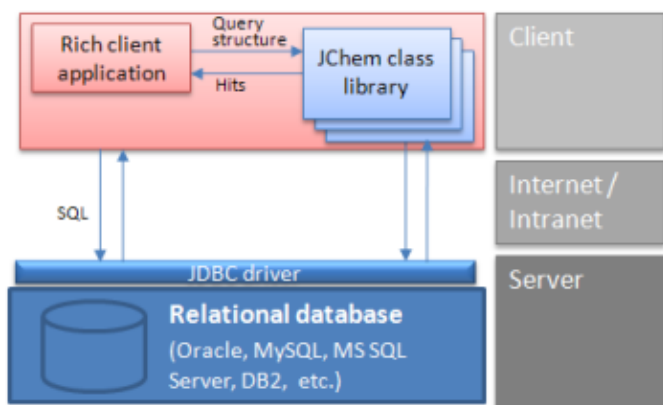 Rich client
application
Query
structure
Hits
JChem class
library
Client
SQL
Internet /
Intranet
JDBC driver
Relational database
(Oracle, MySQL, MS SQL
Server, DB2, etc.)
Server